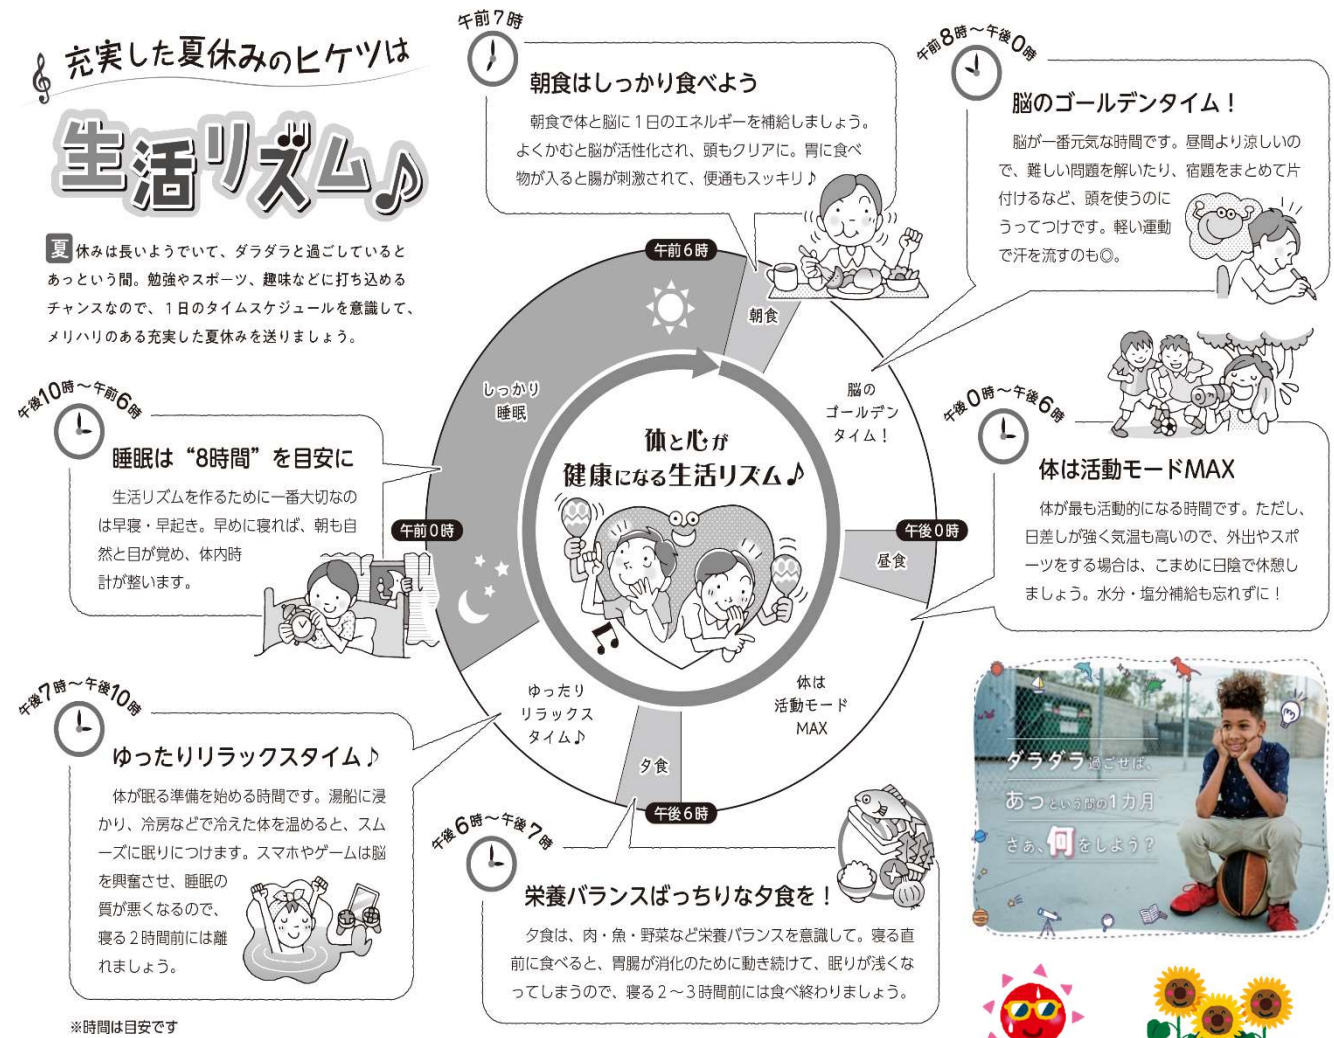 充実した夏休みのヒケツは
生活リズム♪
夏休みは長いようでいて、ダラダラと過ごしていると
あっという間。勉強やスポーツ、趣味などに打ち込める
チャンスなので、1日のタイムスケジュールを意識して、
メリハリのある充実した夏休みを送りましょう。
午前7時
朝食はしっかり食べよう
朝食で体と脳に1日のエネルギーを補給しましょう。
よくかむと脳が活性化され、頭もクリアに。胃に食べ
物が入ると腸が刺激されて、便通もスッキリ♪
午前8時～午後0時
脳のゴールデンタイム！
脳が一番元気な時間です。昼間より涼しいの
で、難しい問題を解いたり、宿題をまとめて片
付けるなど、頭を使うのに
うってつけです。軽い運動
で汗を流すのも◎。
午後0時～午後6時
体は活動モードMAX
体が最も活動的になる時間です。ただし、
日差しが強く気温も高いので、外出やスポ
ーツをする場合は、こまめに日陰で休憩し
ましょう。水分・塩分補給も忘れずに！
午後6時～午後7時
栄養バランスばっちりな夕食を！
夕食は、肉・魚・野菜など栄養バランスを意識して。寝る直
前に食べると、胃腸が消化のために動き続けて、眠りが浅くな
ってしまうので、寝る2～3時間前には食べ終わりましょう。
午後7時～午後10時
ゆったりリラックスタイム♪
体が眠る準備を始める時間です。湯船に浸
かり、冷房などで冷えた体を温めると、スム
ーズに眠りにつけます。スマホやゲームは脳
を興奮させ、睡眠の
質が悪くなるので、
寝る2時間前には離
れましょう。
午後10時～午前6時
睡眠は“8時間”を目安に
生活リズムを作るために一番大切なの
は早寝・早起き。早めに寝れば、朝も自
然と目が覚め、体内時
計が整います。
午前6時
朝食
脳の
ゴールデン
タイム！
午後0時
昼食
体は
活動モード
MAX
午後6時
夕食
ゆったり
リラックス
タイム♪
午前0時
しっかり
睡眠
体と心が
健康になる生活リズム♪
ダラダラ過ごせば、
あっという間の1カ月
さぁ、何をしよう？
※時間は目安です